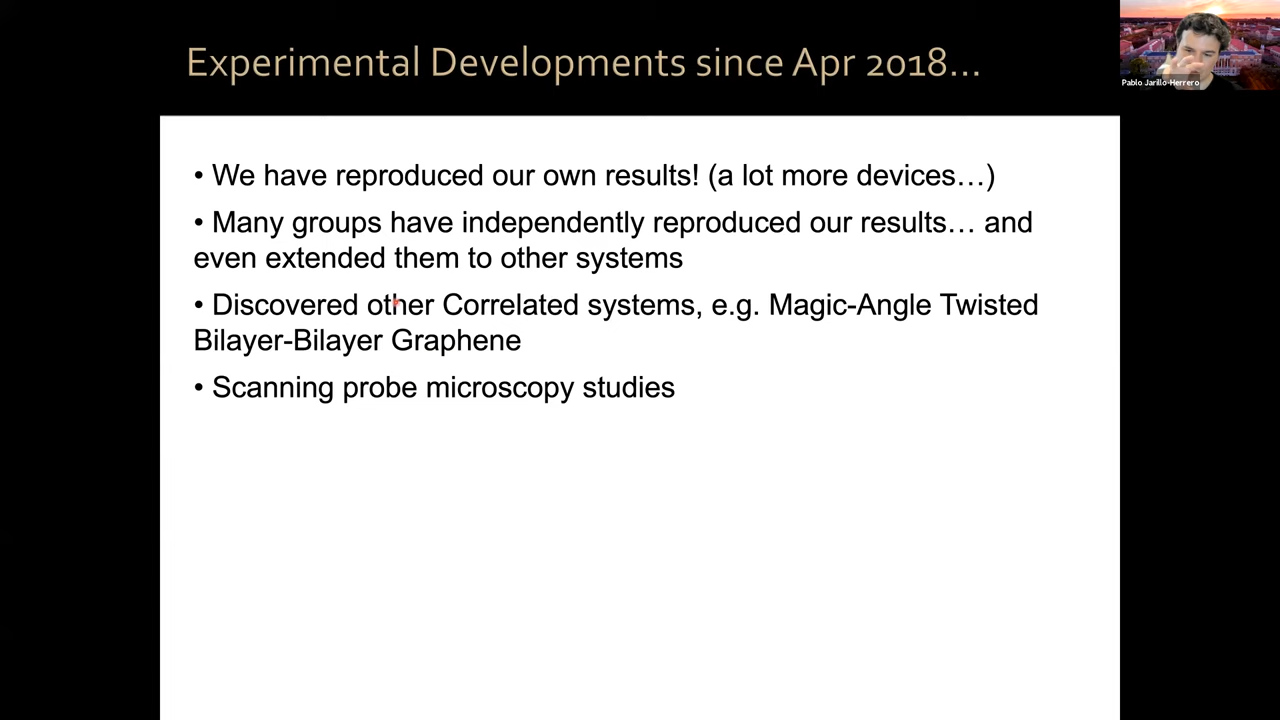 Experimental Developments since Apr 2018...
Pablo Jarillo-Herrero
• We have reproduced our own results! (a lot more devices…)
• Many groups have independently reproduced our results… and
even extended them to other systems
• Discovered other Correlated systems, e.g. Magic-Angle Twisted
Bilayer-Bilayer Graphene
• Scanning probe microscopy studies